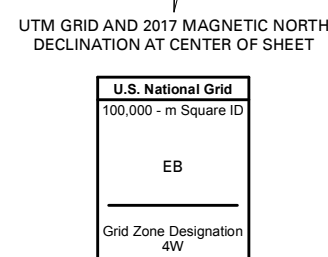 UTM GRID AND 2017 MAGNETIC NORTH
DECLINATION AT CENTER OF SHEET
U.S. National Grid
100,000 - m Square ID
EB
Grid Zone Designation
4W